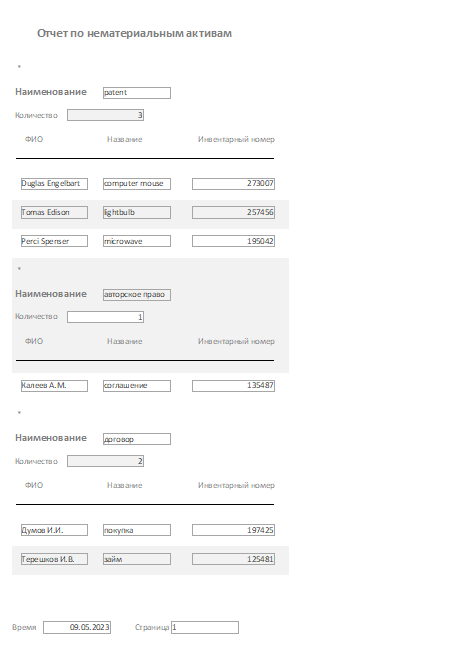 Отчет по нематериальным активам
Наименование patent
Количество 3
ФИО Название Инвентарный номер
Duglas Engelbart computer mouse 273007
Tomas Edison lightbulb 257456
Perci Spenser microwave 195042
Наименование авторское право
Количество 1
ФИО Название Инвентарный номер
Калеев А.М. соглашение 135487
Наименование договор
Количество 2
ФИО Название Инвентарный номер
Думов И.И. покупка 197425
Терешков И.В. займ 125481
Время 09.05.2023 Страница 1